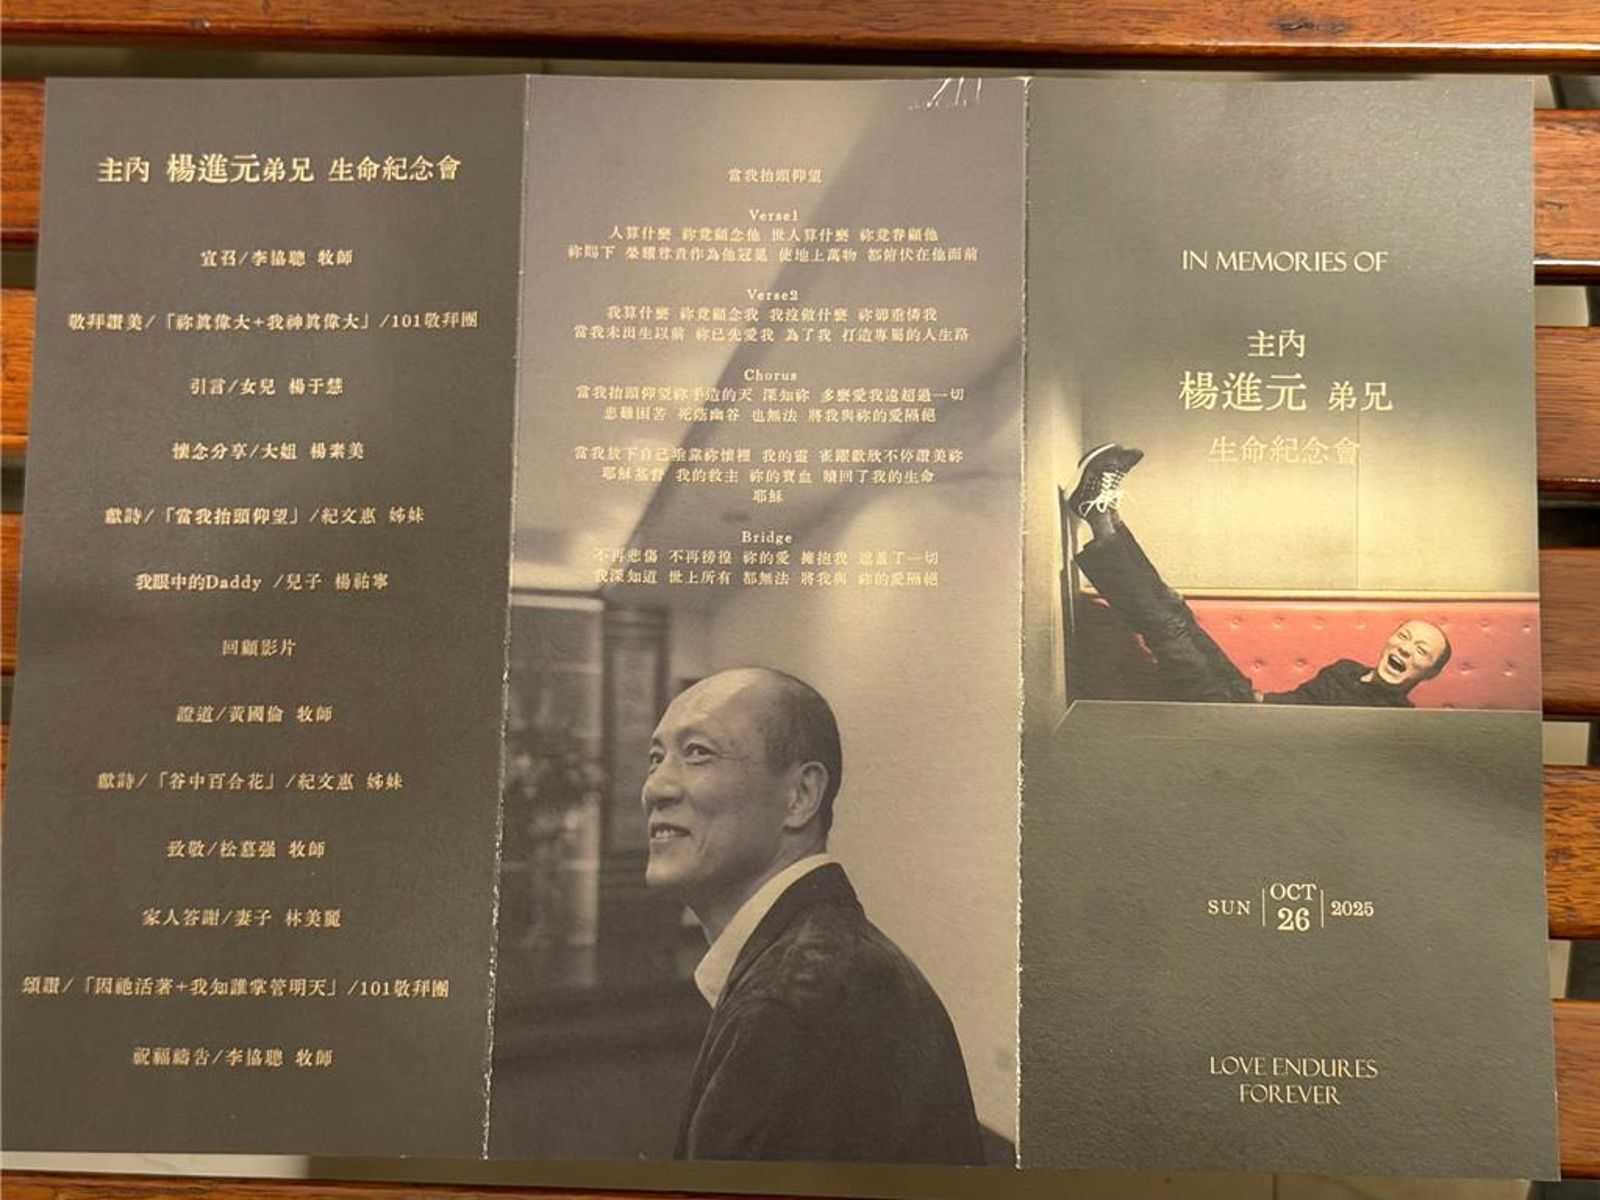 主內 楊進元弟兄 生命紀念會
宣召/李協聰 牧師
敬拜讚美/「祢真偉大+我神真偉大」/101敬拜團
引言/女兒 楊于慧
懷念分享/大姐 楊素美
獻詩/「當我抬頭仰望」/紀文惠 姊妹
我眼中的Daddy /兒子 楊祐寧
回顧影片
證道/黃國倫 牧師
獻詩/「谷中百合花」/紀文惠 姊妹
致敬/松慕强 牧師
家人答謝/妻子 林美麗
頌讚/「因祂活著+我知誰掌管明天」/101敬拜團
祝福禱告/李協聰 牧師
當我抬頭仰望
Verse1
人算什麼 祢竟顧念他 世人算什麼 祢竟眷顧他
祢賜下 榮耀尊貴作為他冠冕 使地上萬物 都俯伏在他面前
Verse2
我算什麼 祢竟顧念我 我沒做什麼 祢卻垂憐我
當我未出生以前 祢已先愛我 為了我 打造專屬的人生路
Chorus
當我抬頭仰望祢手造的天 深知祢 多麼愛我遠超過一切
患難困苦 死蔭幽谷 也無法 將我與祢的愛隔絕
當我放下自己垂靠祢懷裡 我的靈 雀躍歡欣不停讚美祢
耶穌基督 我的救主 祢的寶血 贖回了我的生命
耶穌
Bridge
不再悲傷 不再徬徨 祢的愛 擁抱我 遮蓋了一切
我深知道 世上所有 都無法 將我與 祢的愛隔絕
IN MEMORIES OF
主內
楊進元 弟兄
生命紀念會
SUN OCT 26 2025
LOVE ENDURES
FOREVER